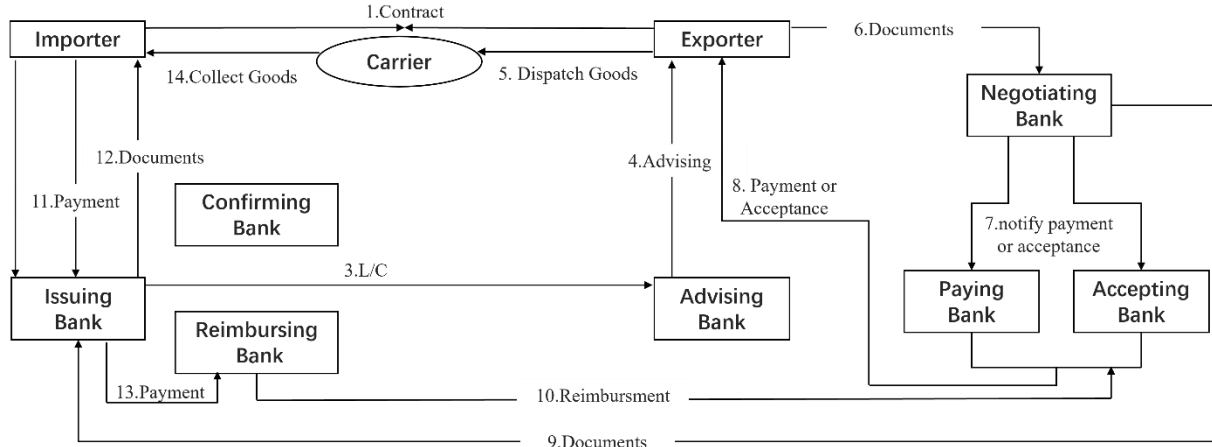 1.Contract
Importer
Exporter
6.Documents
Carrier
14.Collect Goods
5. Dispatch Goods
Negotiating
Bank
12.Documents
4.Advising
11.Payment
8. Payment or
Acceptance
Confirming
Bank
7.notify payment
or acceptance
3.L/C
Issuing
Bank
Advising
Bank
Paying
Bank
Accepting
Bank
Reimbursing
Bank
13.Payment
10.Reimbursment
9.Documents